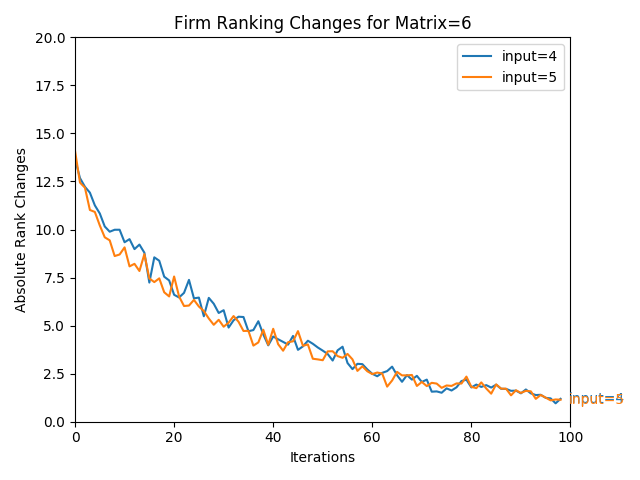 Firm Ranking Changes for Matrix=6
20.0
17.5
15.0
12.5
10.0
7.5
5.0
2.5
0.0
Absolute Rank Changes
input=4
input=5
input=4
input=5
0 20 40 60 80 100
Iterations